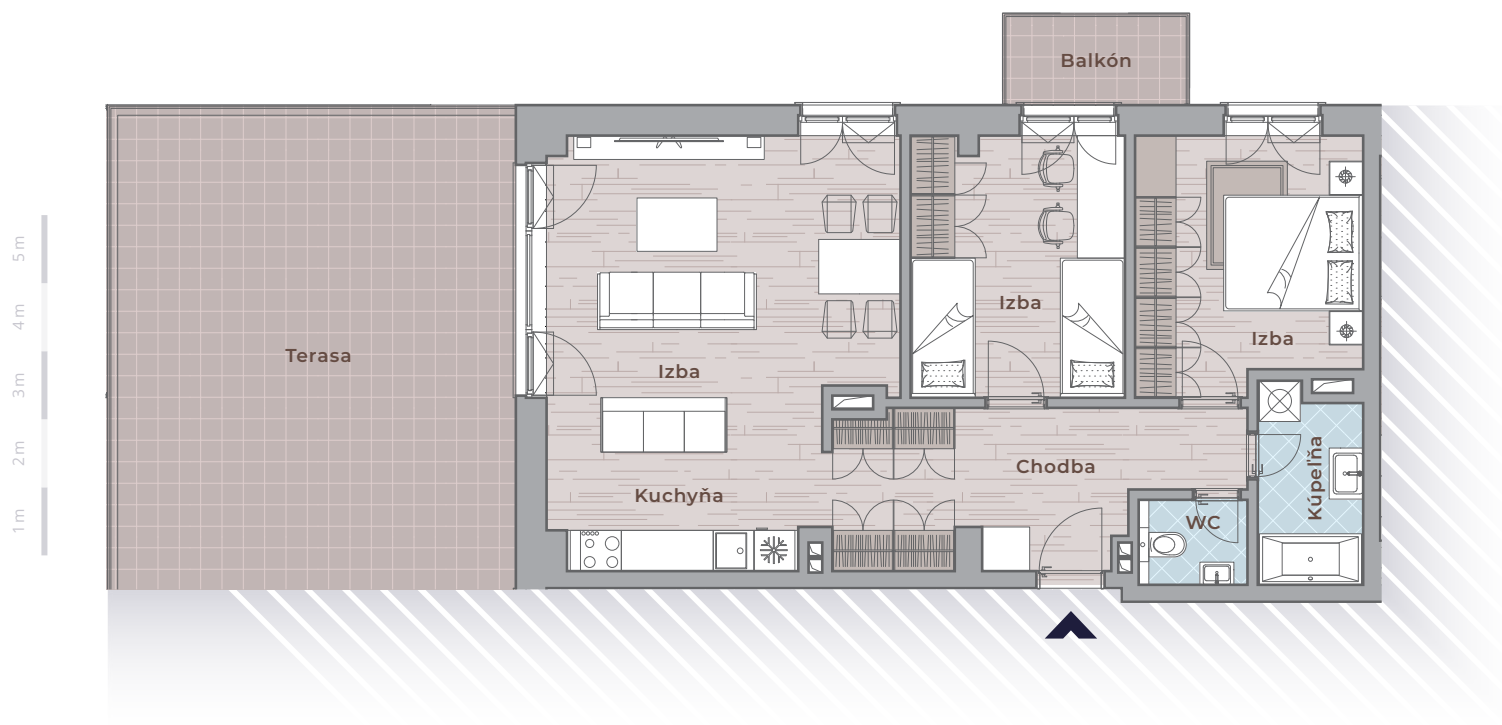 Balkón
Terasa
Izba
Izba
Izba
Kuchyňa
Chodba
WC
Kúpeľňa
5 m
4 m
3 m
2 m
1 m